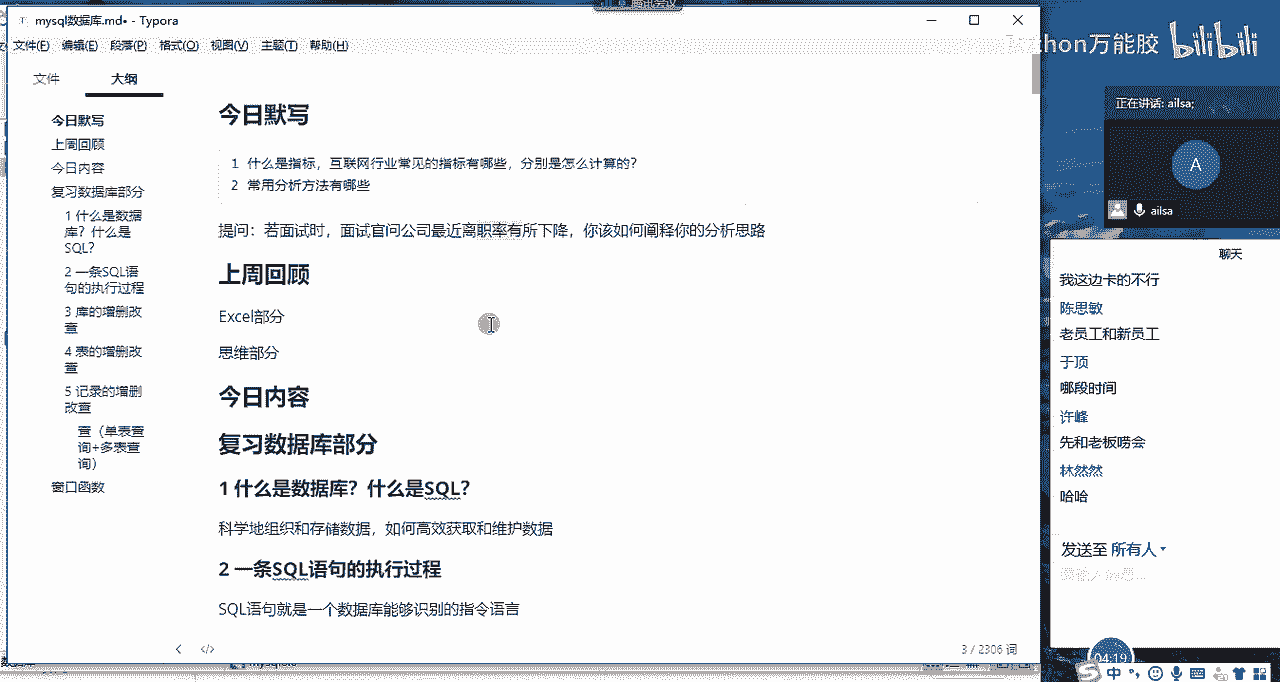 mysql数据库.md• - Typora
文件(F) 编辑(E) 段落(P) 格式(O) 视图(V) 主题(T) 帮助(H)
文件 大纲
今日默写
上周回顾
今日内容
复习数据库部分
1 什么是数据
库？什么是
SQL？
2 一条SQL语
句的执行过程
3 库的增删改
查
4 表的增删改
查
5 记录的增删
改查
查（单表查
询+多表查
询）
窗口函数
今日默写
1 什么是指标，互联网行业常见的指标有哪些，分别是怎么计算的？
2 常用分析方法有哪些
提问：若面试时，面试官问公司最近离职率有所下降，你该如何阐释你的分析思路
上周回顾
Excel部分
思维部分
今日内容
复习数据库部分
1 什么是数据库？什么是SQL？
科学地组织和存储数据，如何高效获取和维护数据
2 一条SQL语句的执行过程
SQL语句就是一个数据库能够识别的指令语言
</> 3 / 2306 词
thon万能胶 bilibili
正在讲话: ailsa;
A
ailsa
聊天
我这边卡的不行
陈思敏
老员工和新员工
于顶
哪段时间
许峰
先和老板唠会
林然然
哈哈
发送至 所有人
04:19
中